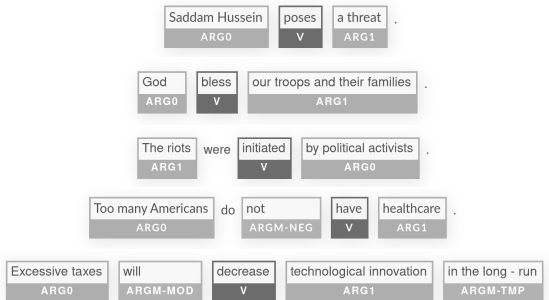 Saddam Hussein poses a threat .
ARG0 V ARG1
God bless our troops and their families .
ARG0 V ARG1
The riots were initiated by political activists .
ARG1 V ARG0
Too many Americans do not have healthcare .
ARG0 ARGM-NEG V ARG1
Excessive taxes will decrease technological innovation in the long - run
ARG0 ARGM-MOD V ARG1 ARGM-TMP